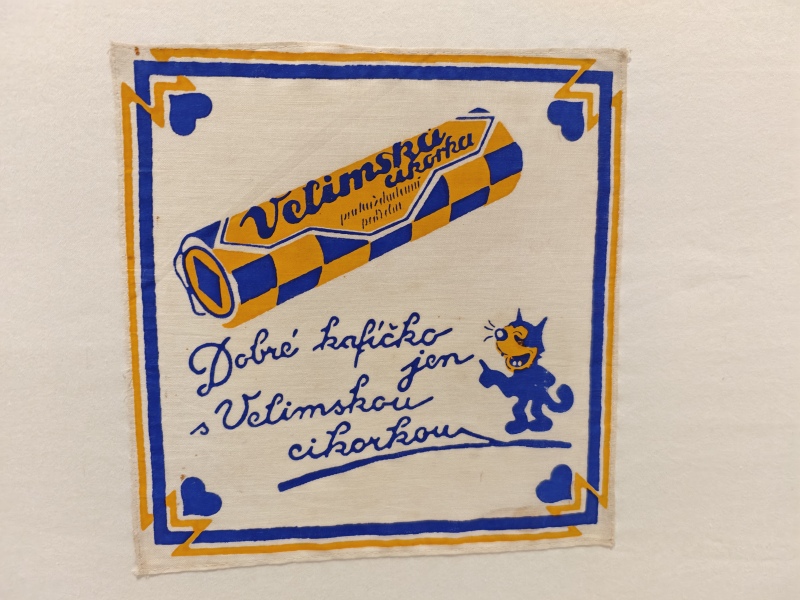 Velimská
cikorka
Dobré kafíčko
jen
s Velimskou
cikorkou